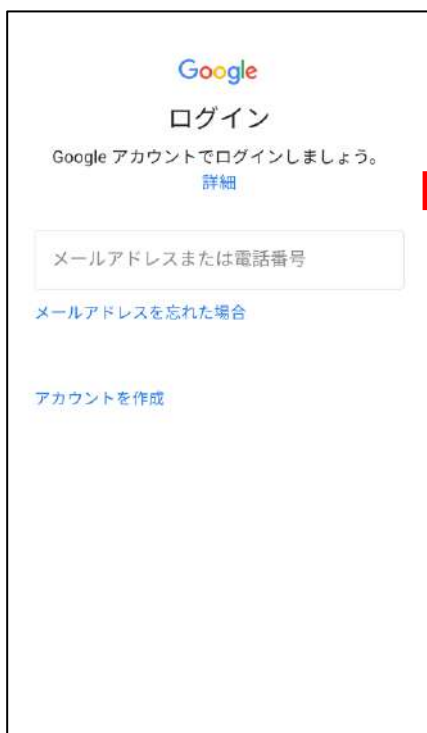 Google
ログイン
Google アカウントでログインしましょう。
詳細
メールアドレスまたは電話番号
メールアドレスを忘れた場合
アカウントを作成